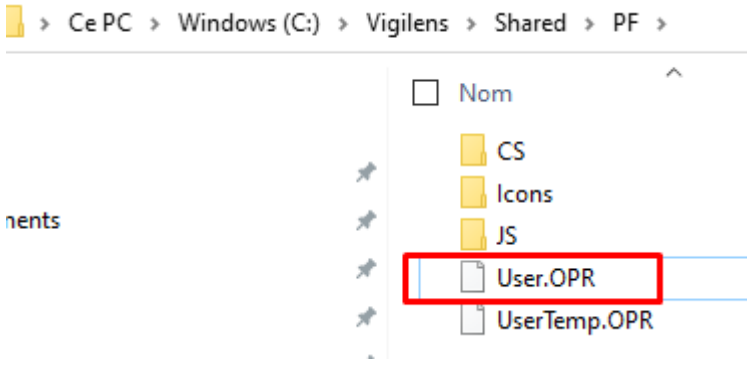 Ce PC > Windows (C:) > Vigilens > Shared > PF >
Nom
CS
Icons
nents
JS
User.OPR
UserTemp.OPR